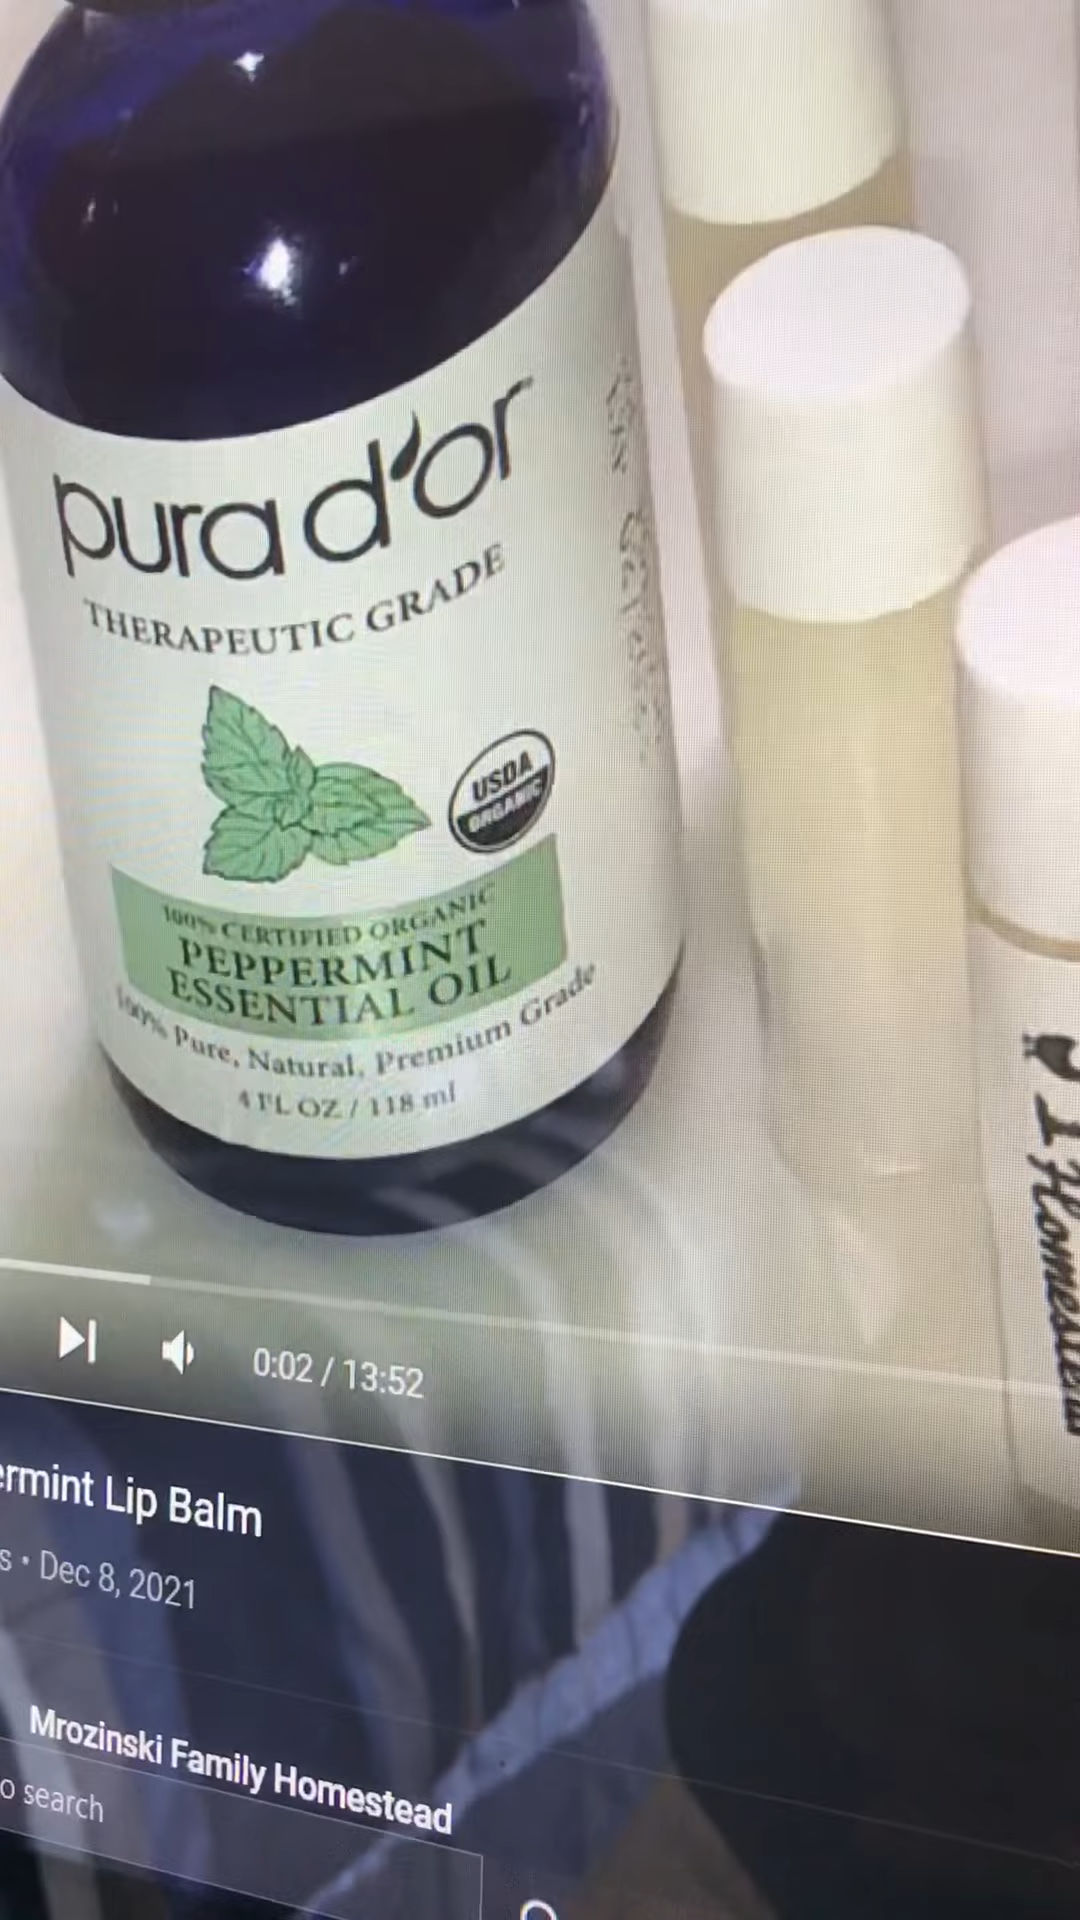 pura d'or
THERAPEUTIC GRADE
USDA
ORGANIC
100% CERTIFIED ORGANIC
PEPPERMINT
ESSENTIAL OIL
100% Pure, Natural, Premium Grade
4 FL OZ / 118 ml
I
Homestead
0:02 / 13:52
ermint Lip Balm
s • Dec 8, 2021
Mrozinski Family Homestead
o search